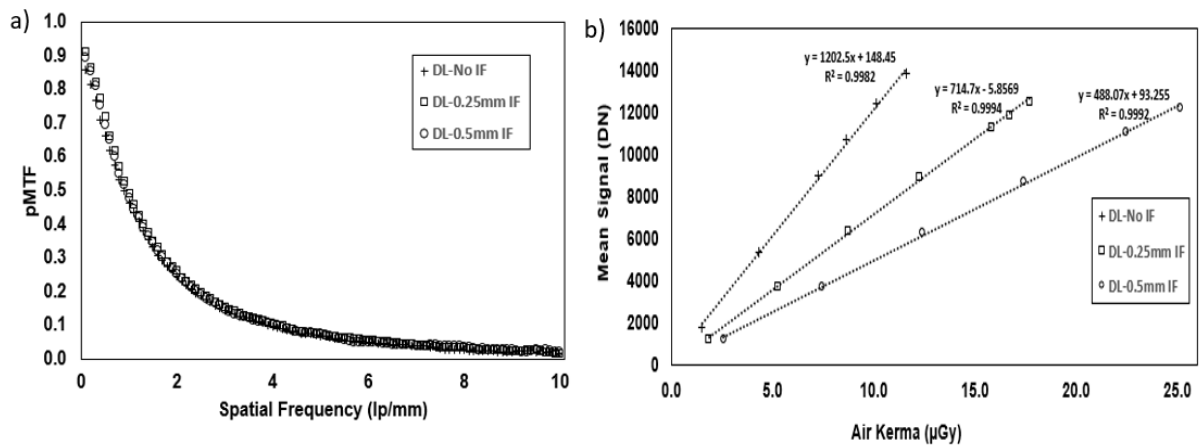 a)
1.0
0.9
0.8
0.7
0.6
0.5
0.4
0.3
0.2
0.1
0.0
pMTF
DL-No IF
DL-0.25mm IF
DL-0.5mm IF
0 2 4 6 8 10
Spatial Frequency (lp/mm)
b)
16000
14000
12000
10000
8000
6000
4000
2000
0
Mean Signal (DN)
y = 1202.5x + 148.45
R² = 0.9982
y = 714.7x - 5.8569
R² = 0.9994
y = 488.07x + 93.255
R² = 0.9992
DL-No IF
DL-0.25mm IF
DL-0.5mm IF
0.0 5.0 10.0 15.0 20.0 25.0
Air Kerma (µGy)